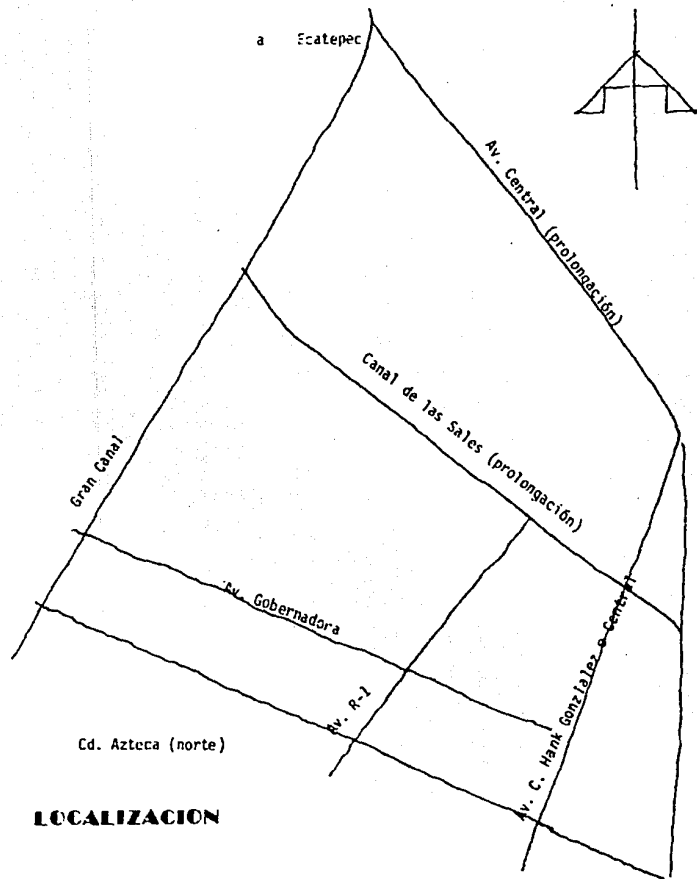 a Ecatepec
Av. Central (prolongación)
Canal de las Sales (prolongación)
Gran Canal
Av. Gobernadora
Av. R-1
Av. C. Hank Gonzlalez o Central
Cd. Azteca (norte)
LOCALIZACION